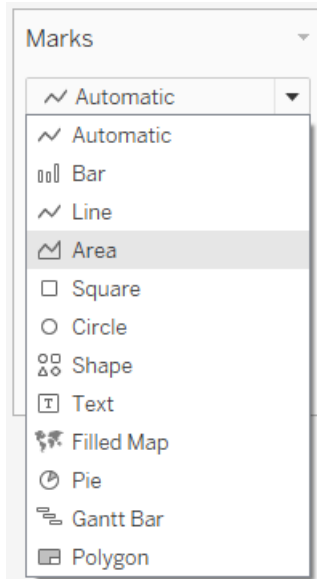 Marks
Automatic
Automatic
Bar
Line
Area
Square
Circle
Shape
T Text
Filled Map
Pie
Gantt Bar
Polygon